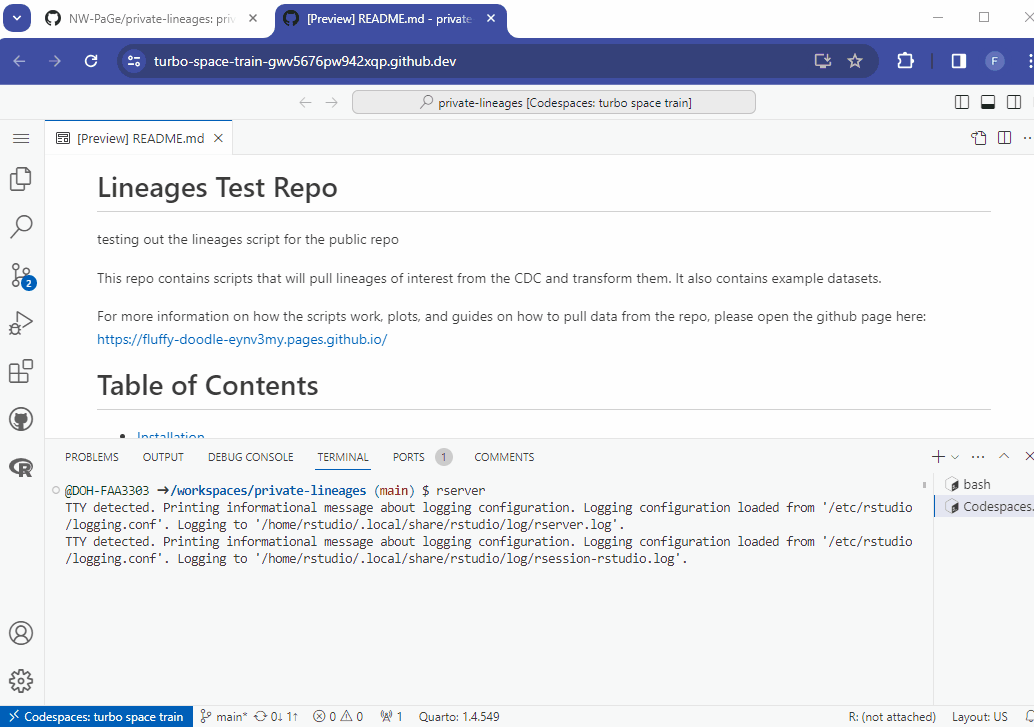 NW-PaGe/private-lineages: priv
[Preview] README.md - private
turbo-space-train-gwv5676pw942xqp.github.dev
F
private-lineages [Codespaces: turbo space train]
[Preview] README.md
Lineages Test Repo
testing out the lineages script for the public repo
This repo contains scripts that will pull lineages of interest from the CDC and transform them. It also contains example datasets.
For more information on how the scripts work, plots, and guides on how to pull data from the repo, please open the github page here:
https://fluffy-doodle-eynv3my.pages.github.io/
Table of Contents
Installation
2
PROBLEMS OUTPUT DEBUG CONSOLE TERMINAL PORTS 1 COMMENTS
@DOH-FAA3303 ➜/workspaces/private-lineages (main) $ rserver
TTY detected. Printing informational message about logging configuration. Logging configuration loaded from '/etc/rstudio
/logging.conf'. Logging to '/home/rstudio/.local/share/rstudio/log/rserver.log'.
TTY detected. Printing informational message about logging configuration. Logging configuration loaded from '/etc/rstudio
/logging.conf'. Logging to '/home/rstudio/.local/share/rstudio/log/rsession-rstudio.log'.
bash
Codespaces.
Codespaces: turbo space train main* 0↓ 1↑ 0 0 1 Quarto: 1.4.549 R: (not attached) Layout: US